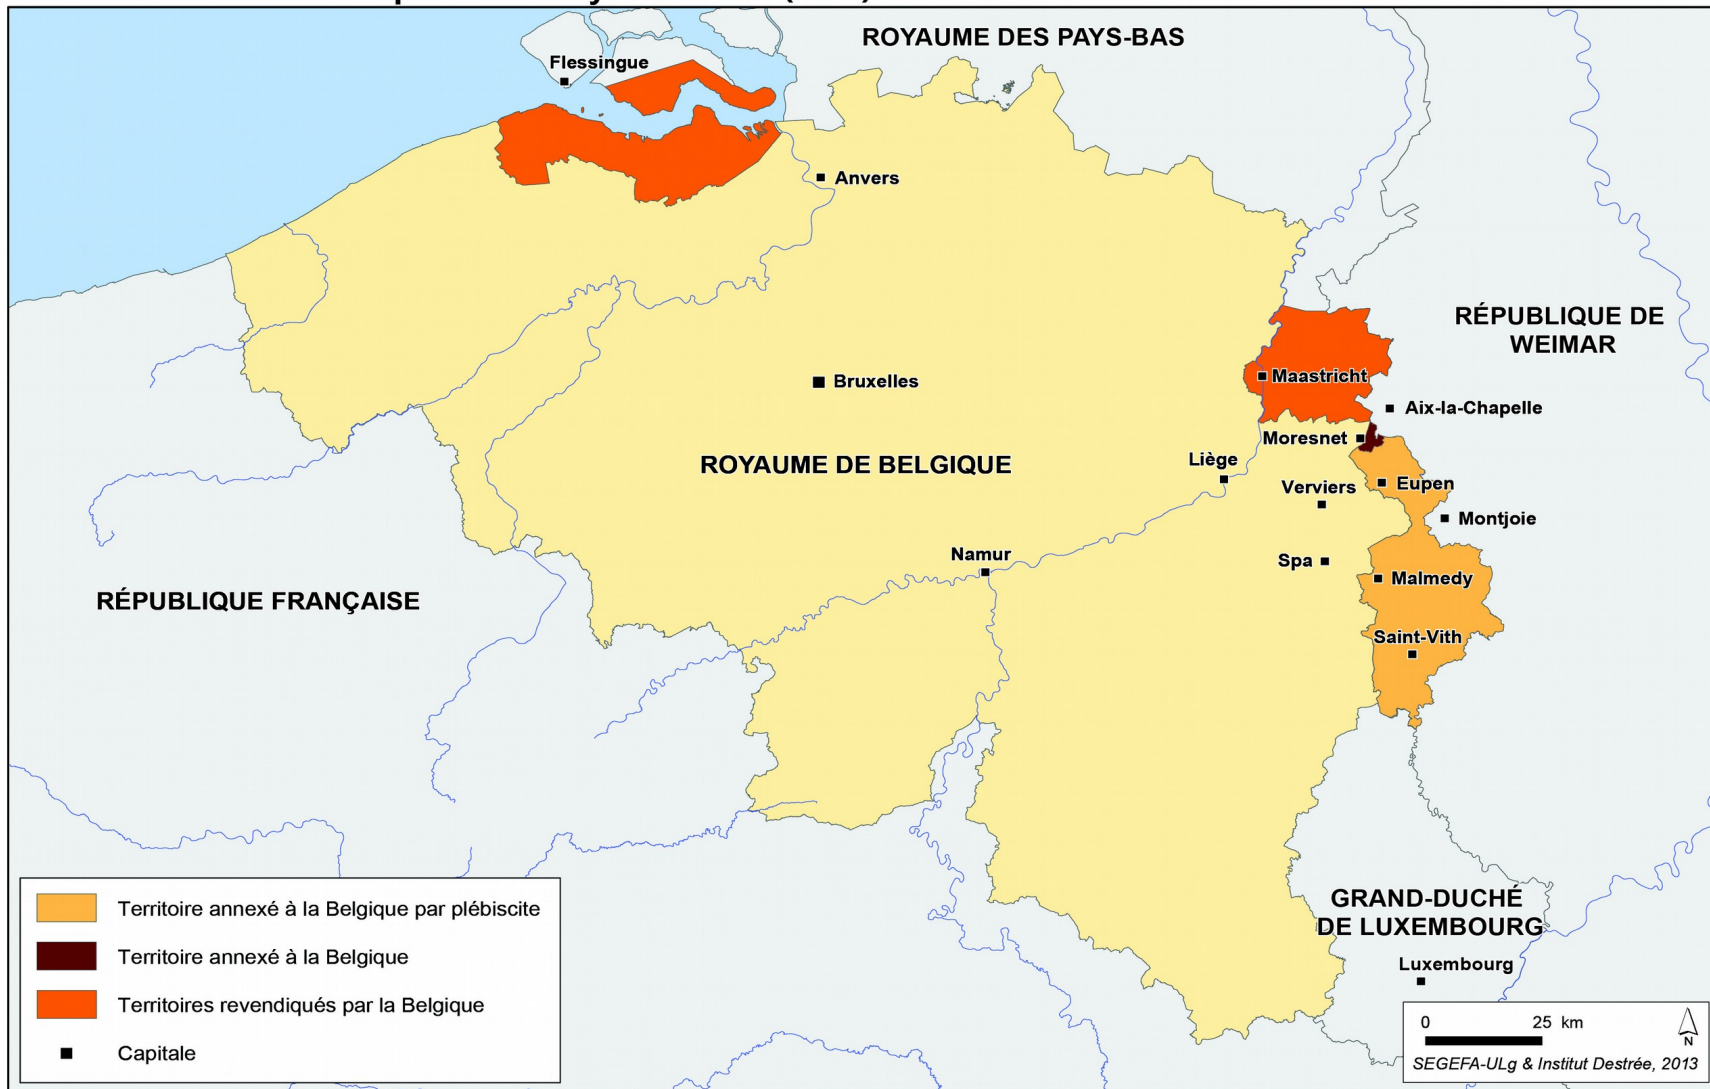 ROYAUME DES PAYS-BAS
Flessingue
Anvers
RÉPUBLIQUE DE
WEIMAR
Maastricht
Bruxelles
Aix-la-Chapelle
Moresnet
ROYAUME DE BELGIQUE
Liège
Eupen
Verviers
Montjoie
Namur
Spa
Malmedy
RÉPUBLIQUE FRANÇAISE
Saint-Vith
GRAND-DUCHÉ
DE LUXEMBOURG
Luxembourg
Territoire annexé à la Belgique par plébiscite
Territoire annexé à la Belgique
Territoires revendiqués par la Belgique
Capitale
0 25 km
N
SEGEFA-ULg & Institut Destrée, 2013